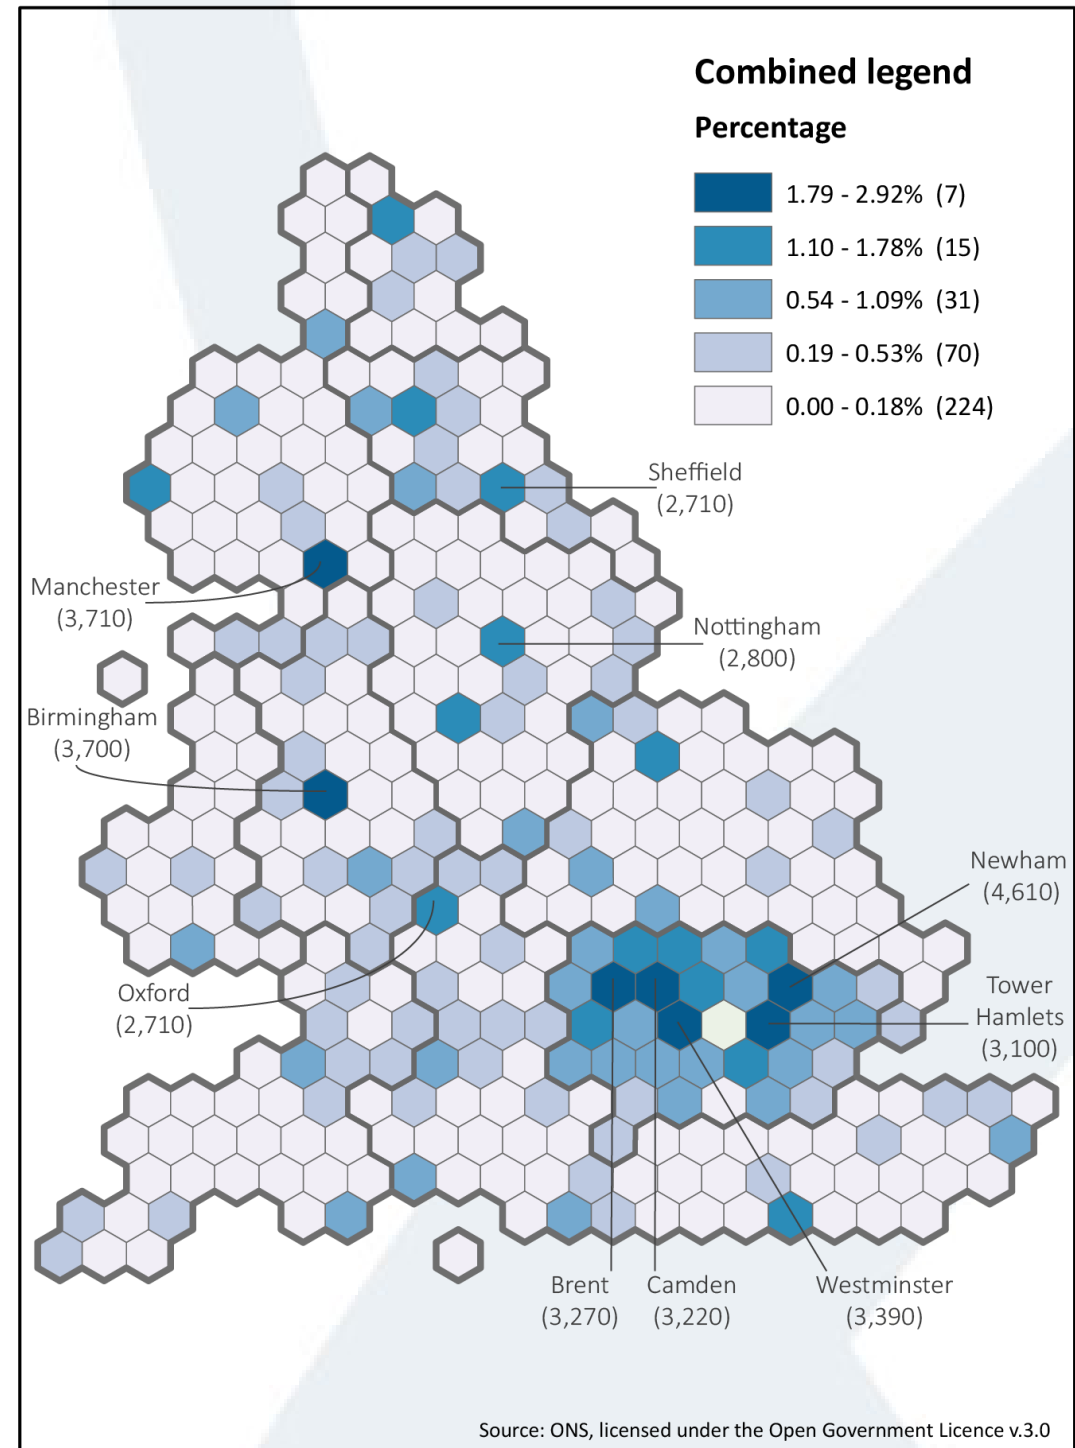 Combined legend
Percentage
1.79 - 2.92% (7)
1.10 - 1.78% (15)
0.54 - 1.09% (31)
0.19 - 0.53% (70)
0.00 - 0.18% (224)
Sheffield
(2,710)
Manchester
(3,710)
Nottingham
(2,800)
Birmingham
(3,700)
Newham
(4,610)
Oxford
(2,710)
Tower
Hamlets
(3,100)
Brent
(3,270)
Camden
(3,220)
Westminster
(3,390)
Source: ONS, licensed under the Open Government Licence v.3.0